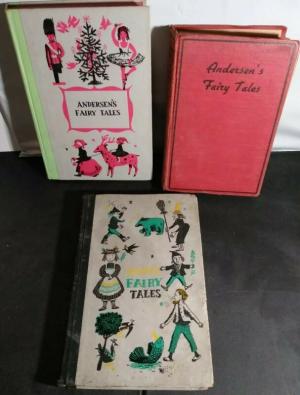 ANDERSEN'S
FAIRY TALES
Andersen's
Fairy Tales
FAIRY
TALES